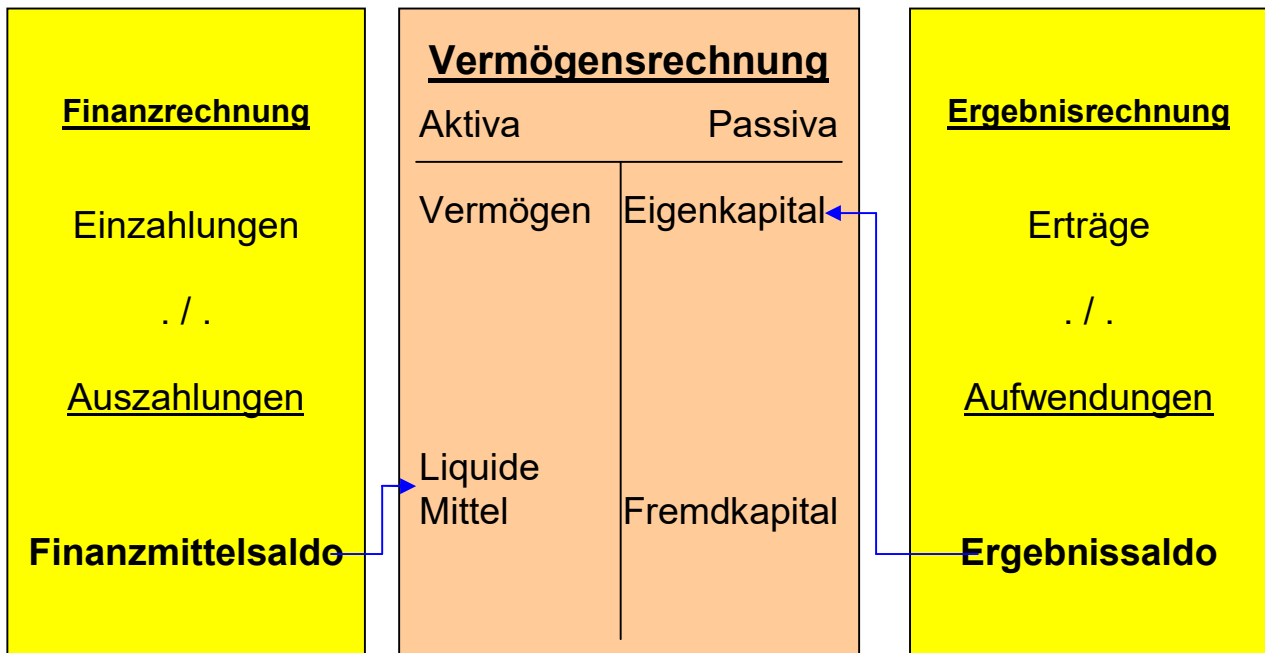 Finanzrechnung
Einzahlungen
. / .
Auszahlungen
Finanzmittelsaldo
Vermögensrechnung
Aktiva Passiva
Vermögen Eigenkapital
Liquide
Mittel Fremdkapital
Ergebnisrechnung
Erträge
. / .
Aufwendungen
Ergebnissaldo